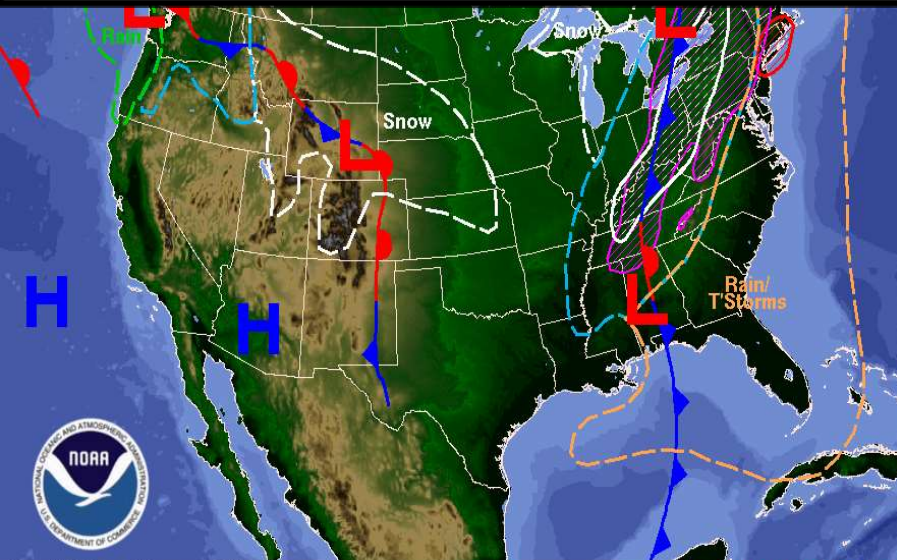 L
L
Snow
Rain
L
Snow
H
H
Rain/
T'Storms
L
NOAA
NATIONAL OCEANIC AND ATMOSPHERIC ADMINISTRATION
U.S. DEPARTMENT OF COMMERCE